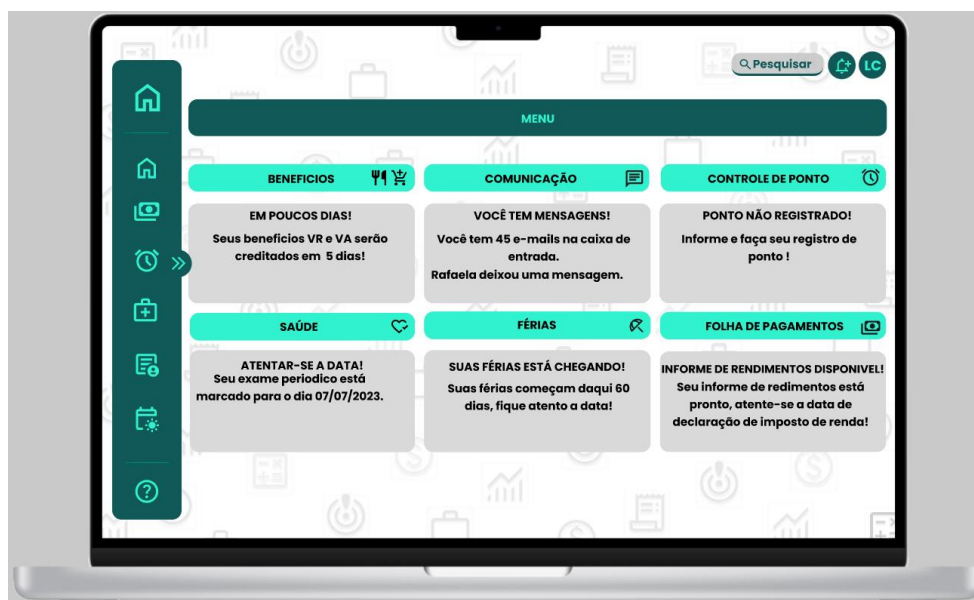 Pesquisar
LC
MENU
BENEFICIOS
COMUNICAÇÃO
CONTROLE DE PONTO
EM POUCOS DIAS!
Seus beneficios VR e VA serão
creditados em 5 dias!
VOCÊ TEM MENSAGENS!
Você tem 45 e-mails na caixa de
entrada.
Rafaela deixou uma mensagem.
PONTO NÃO REGISTRADO!
Informe e faça seu registro de
ponto !
SAÚDE
FÉRIAS
FOLHA DE PAGAMENTOS
ATENTAR-SE A DATA!
Seu exame periodico está
marcado para o dia 07/07/2023.
SUAS FÉRIAS ESTÁ CHEGANDO!
Suas férias começam daqui 60
dias, fique atento a data!
INFORME DE RENDIMENTOS DISPONIVEL!
Seu informe de redimentos está
pronto, atente-se a data de
declaração de imposto de renda!